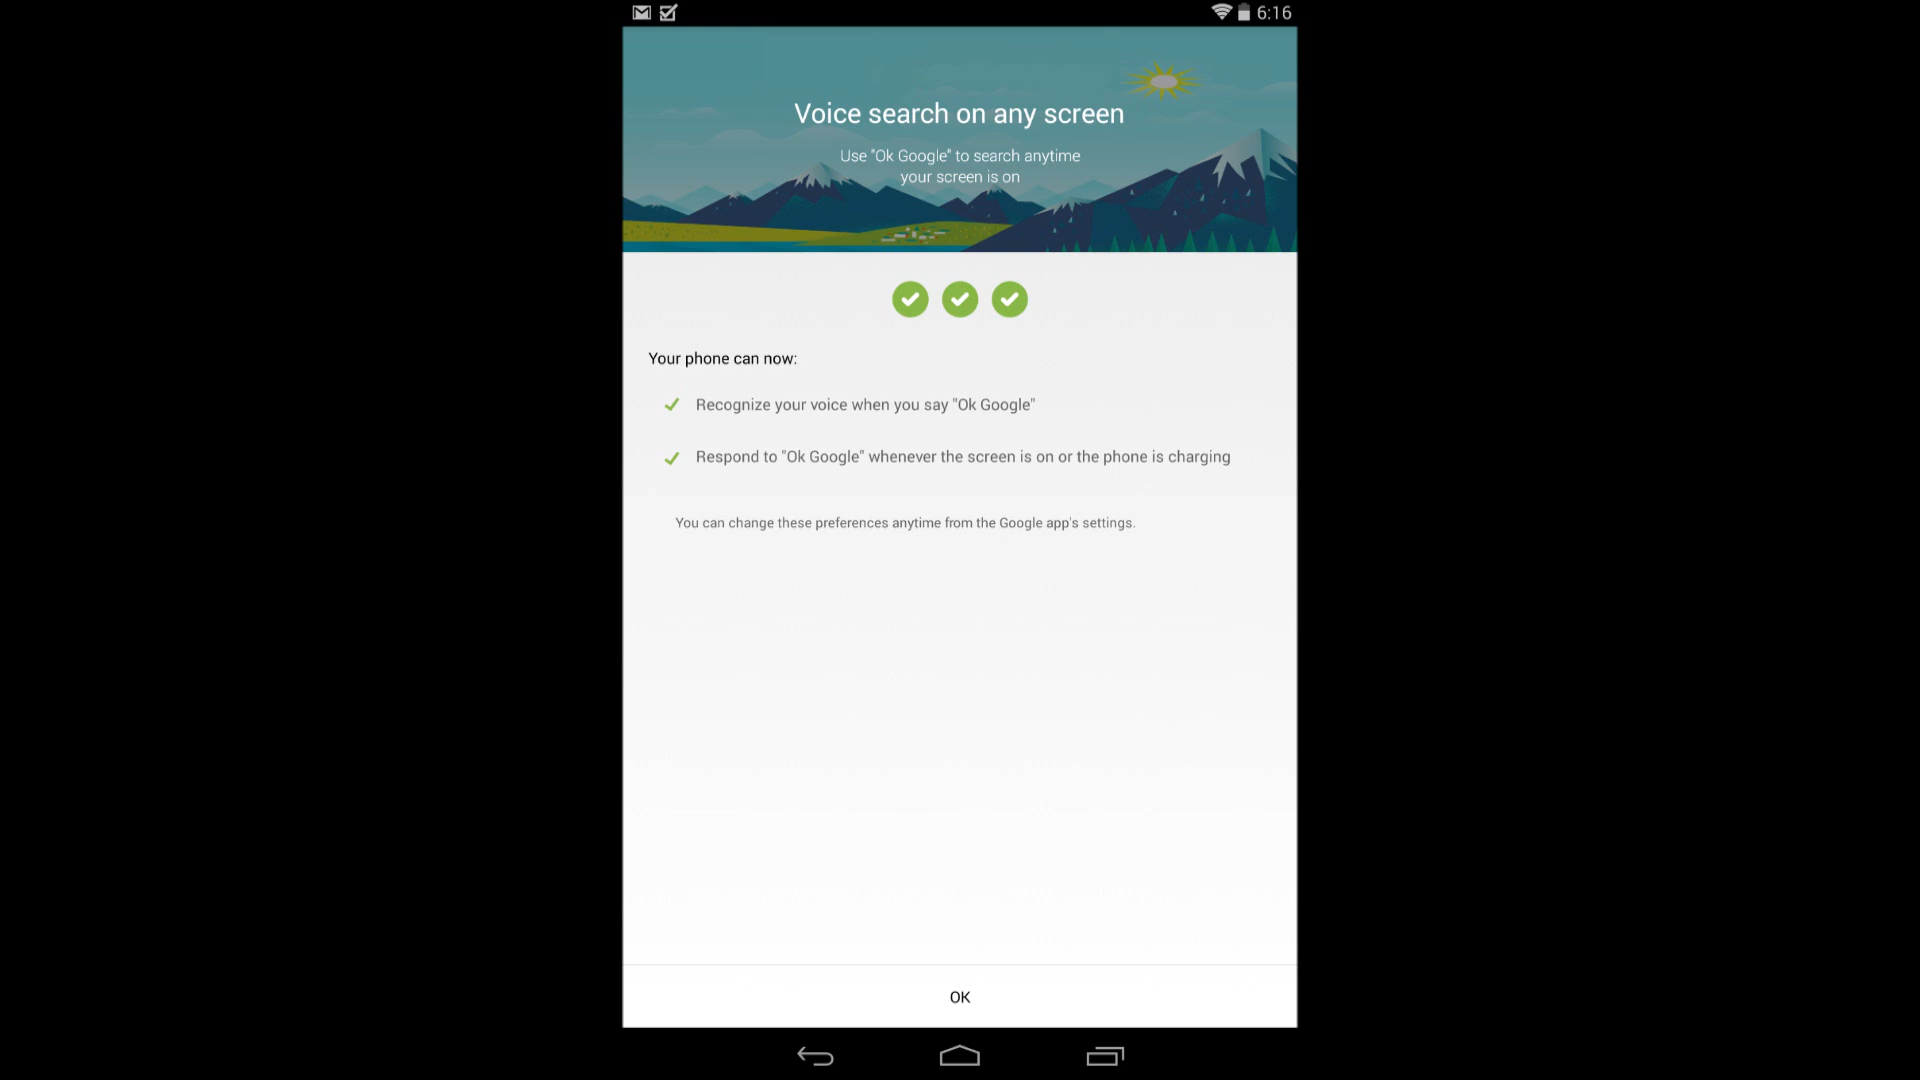 6:16
Voice search on any screen
Use "Ok Google" to search anytime
your screen is on
Your phone can now:
Recognize your voice when you say "Ok Google"
Respond to "Ok Google" whenever the screen is on or the phone is charging
You can change these preferences anytime from the Google app's settings.
OK